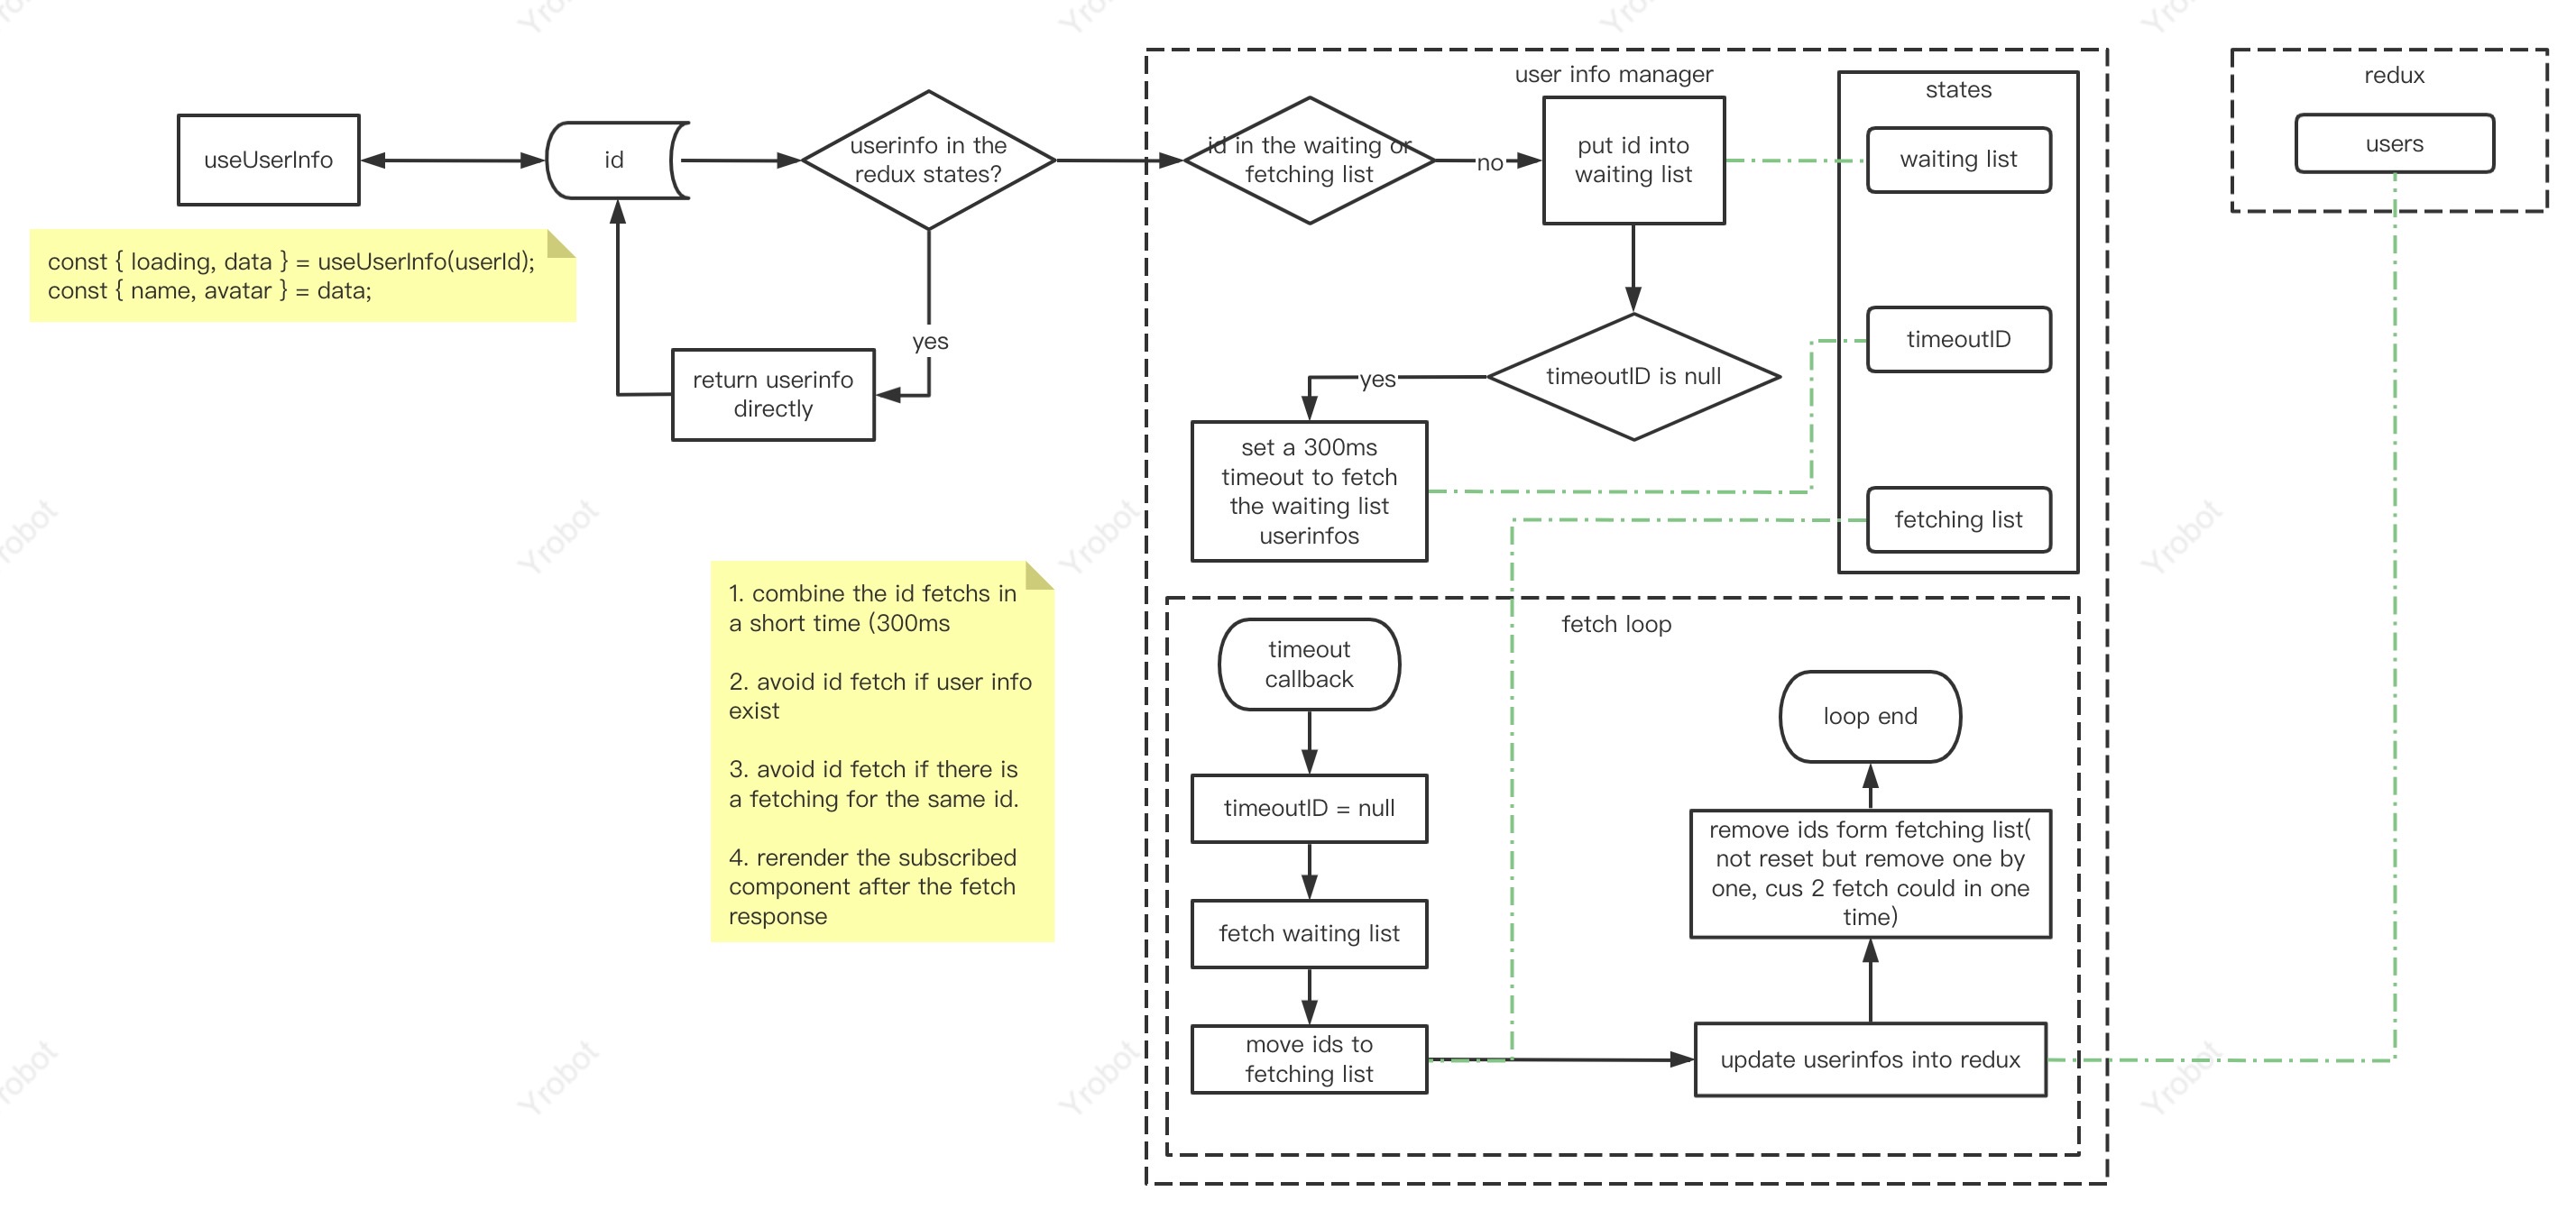 useUserInfo
const { loading, data } = useUserInfo(userId);
const { name, avatar } = data;
id
userinfo in the
redux states?
yes
return userinfo
directly
1. combine the id fetchs in
a short time (300ms
2. avoid id fetch if user info
exist
3. avoid id fetch if there is
a fetching for the same id.
4. rerender the subscribed
component after the fetch
response
user info manager
id in the waiting or
fetching list
no
put id into
waiting list
timeoutID is null
yes
set a 300ms
timeout to fetch
the waiting list
userinfos
states
waiting list
timeoutID
fetching list
fetch loop
timeout
callback
timeoutID = null
fetch waiting list
move ids to
fetching list
update userinfos into redux
remove ids form fetching list(
not reset but remove one by
one, cus 2 fetch could in one
time)
loop end
redux
users
Yrobot
Yrobot
Yrobot
Yrobot
Yrobot
Yrobot